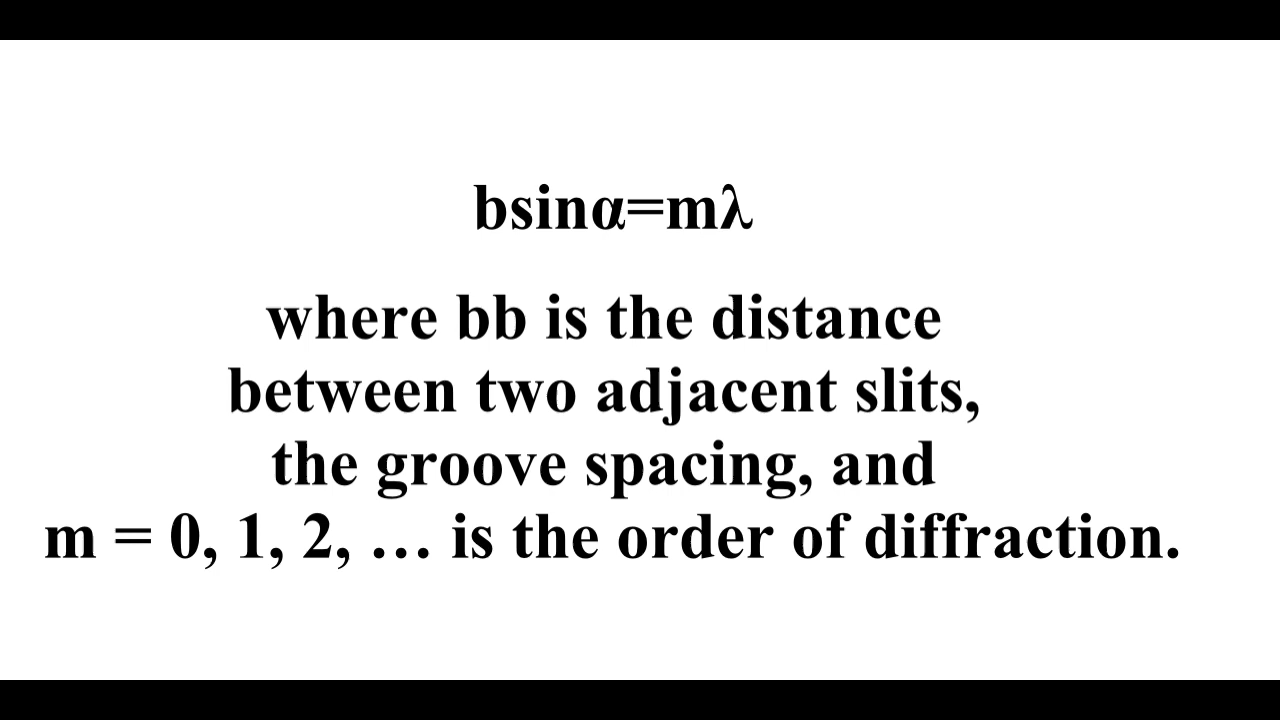 bsinα=mλ
where bb is the distance
between two adjacent slits,
the groove spacing, and
m = 0, 1, 2, … is the order of diffraction.